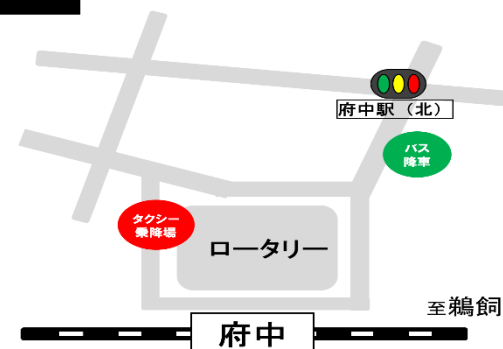 府中駅（北）
バス
降車
タクシー
乗降場
ロータリー
至鵜飼
府中